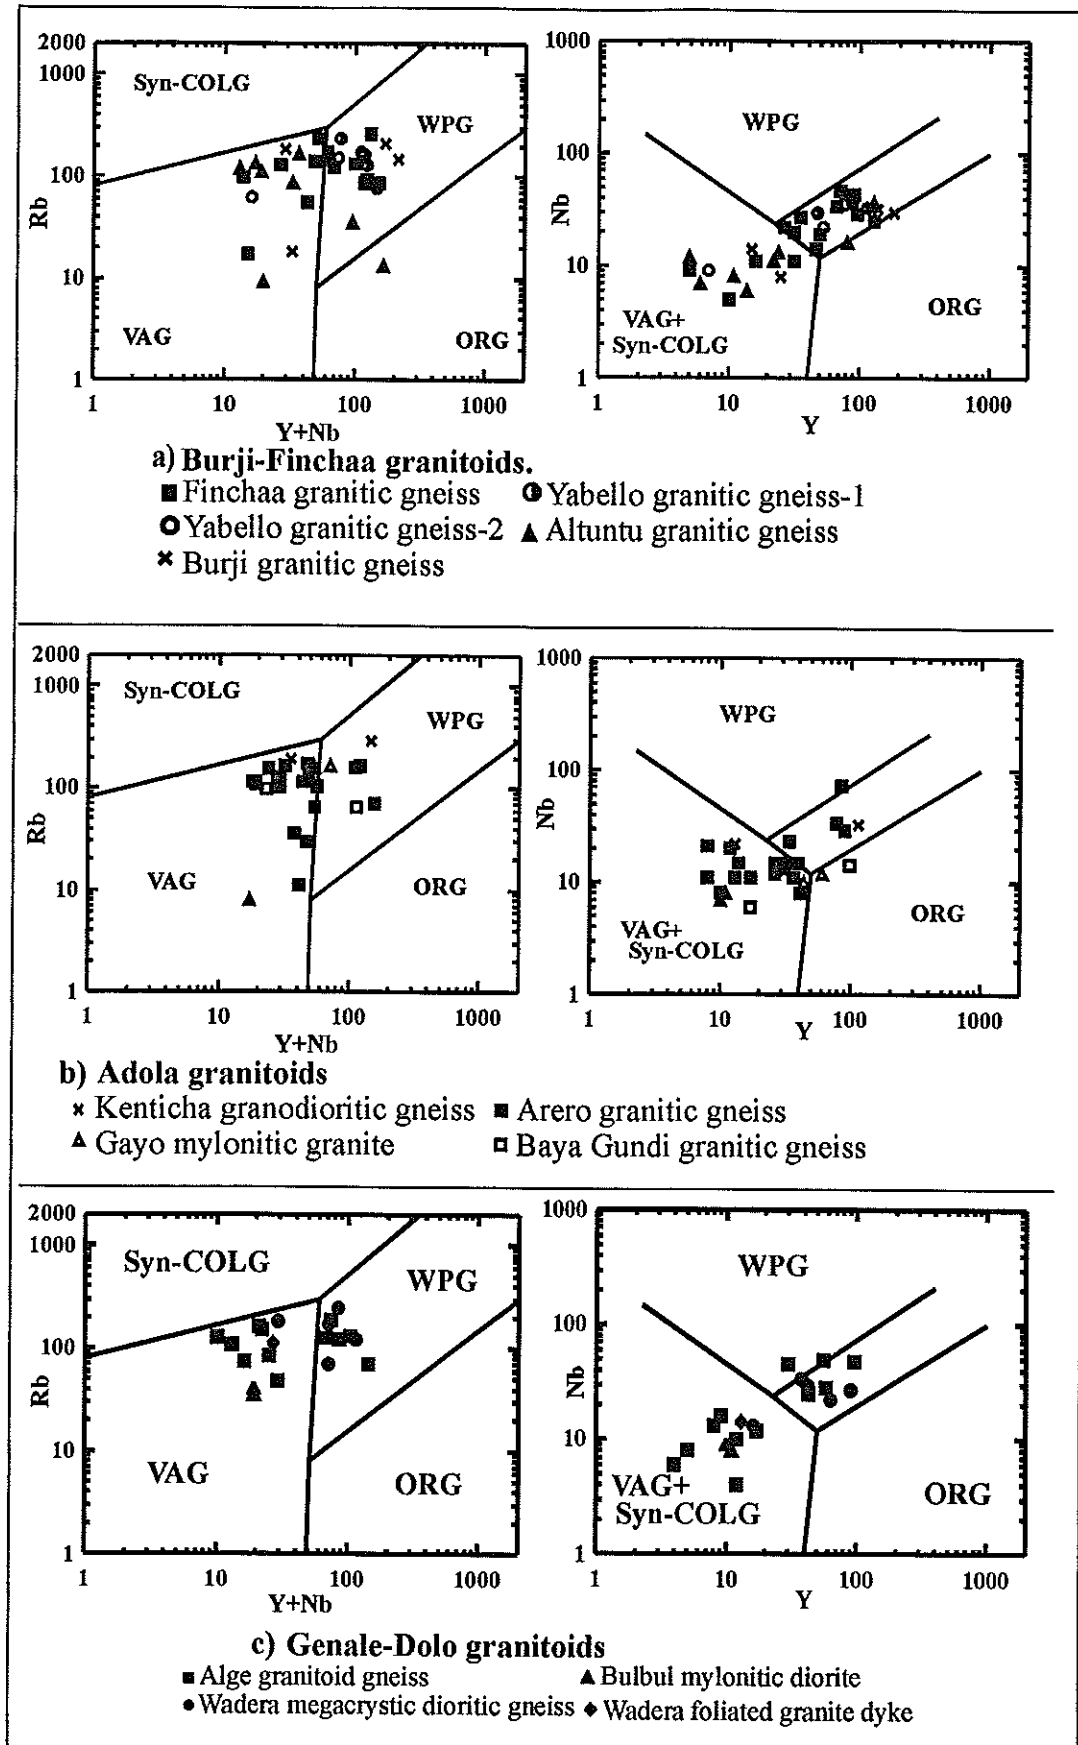 2000
1000
100
10
1
Rb
Syn-COLG
WPG
VAG
ORG
1 10 100 1000
Y+Nb
1000
100
10
1
Nb
WPG
VAG+
Syn-COLG
ORG
1 10 100 1000
Y
a) Burji-Finchaa granitoids.
Finchaa granitic gneiss Yabello granitic gneiss-1
Yabello granitic gneiss-2 Altuntu granitic gneiss
Burji granitic gneiss
2000
1000
100
10
1
Rb
Syn-COLG
WPG
VAG
ORG
1 10 100 1000
Y+Nb
1000
100
10
1
Nb
WPG
VAG+
Syn-COLG
ORG
1 10 100 1000
Y
b) Adola granitoids
Kenticha granodioritic gneiss Arero granitic gneiss
Gayo mylonitic granite Baya Gundi granitic gneiss
2000
1000
100
10
1
Rb
Syn-COLG
WPG
VAG
ORG
1 10 100 1000
Y+Nb
1000
100
10
1
Nb
WPG
VAG+
Syn-COLG
ORG
1 10 100 1000
Y
c) Genale-Dolo granitoids
Alge granitoid gneiss Bulbul mylonitic diorite
Wadera megacrystic dioritic gneiss Wadera foliated granite dyke